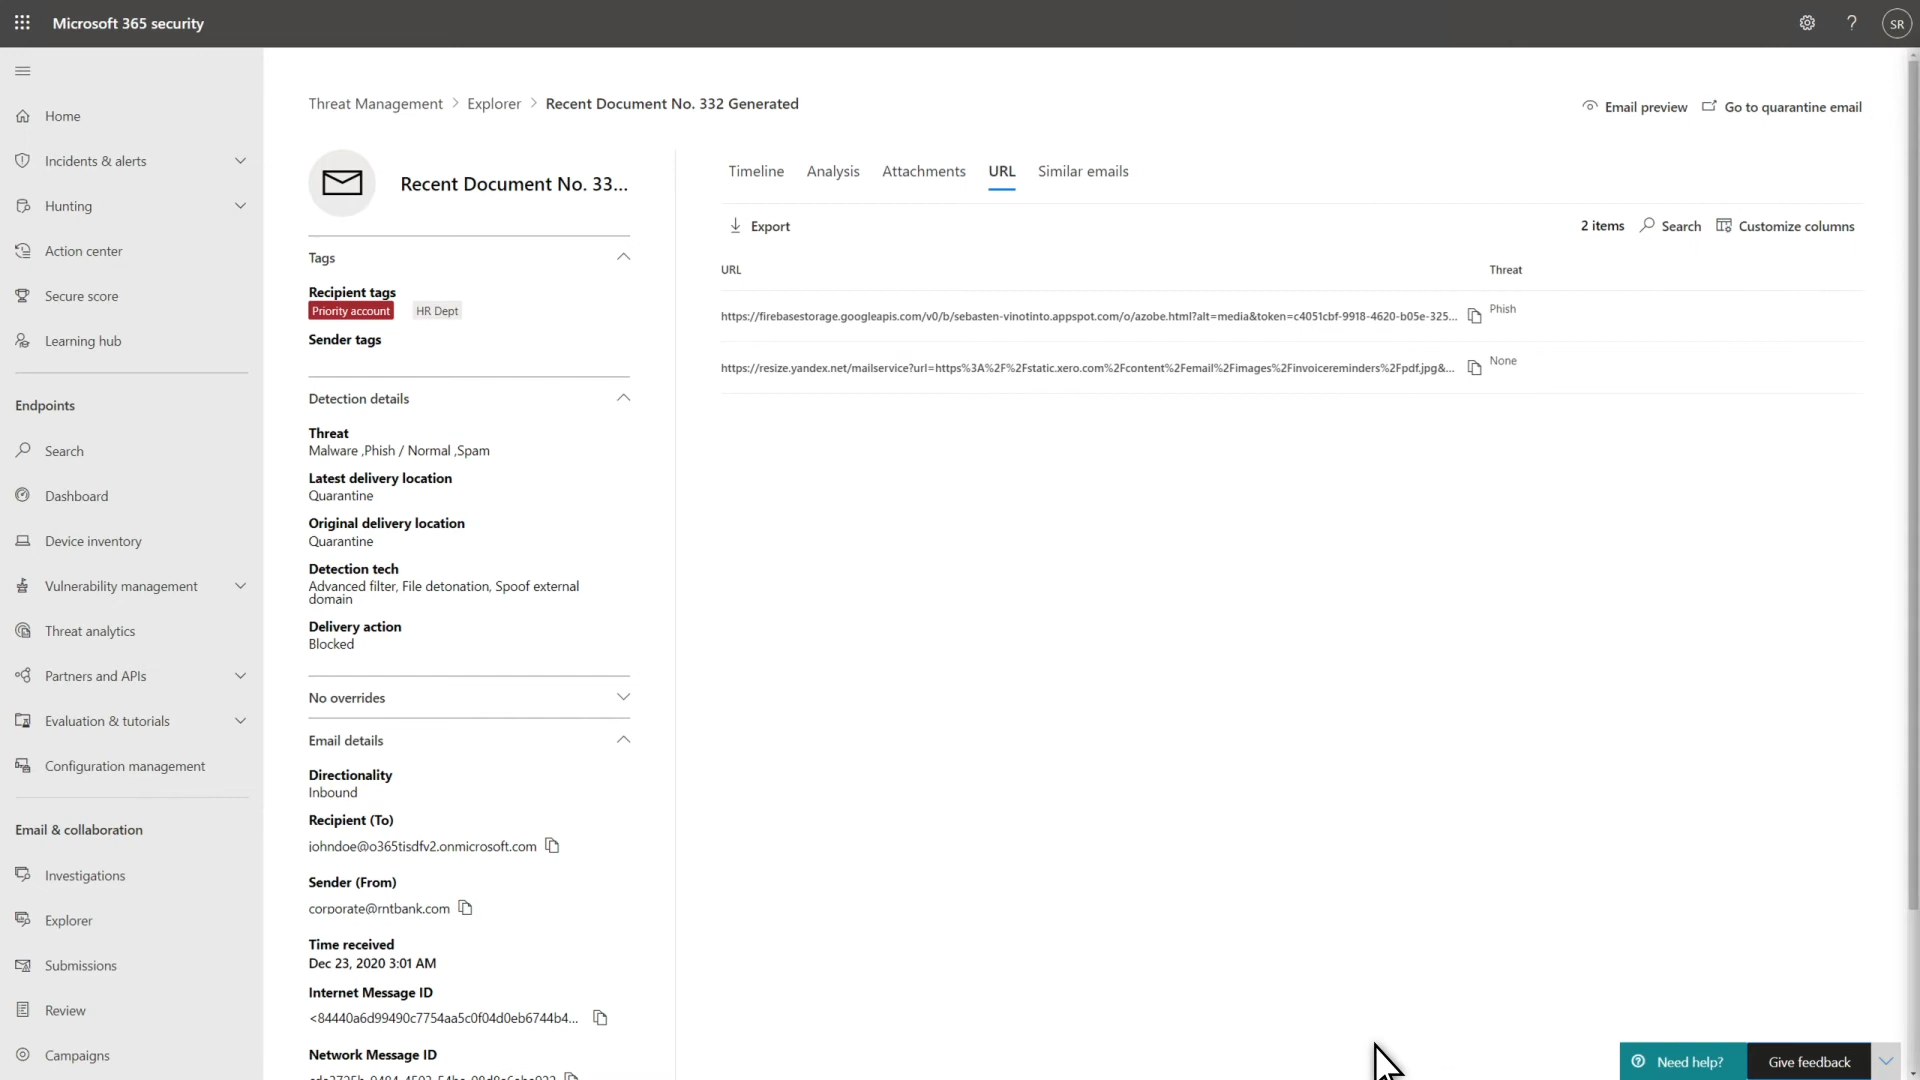 Microsoft 365 security
SR
Home
Incidents & alerts
Hunting
Action center
Secure score
Learning hub
Endpoints
Search
Dashboard
Device inventory
Vulnerability management
Threat analytics
Partners and APIs
Evaluation & tutorials
Configuration management
Email & collaboration
Investigations
Explorer
Submissions
Review
Campaigns
Threat Management > Explorer > Recent Document No. 332 Generated
Email preview
Go to quarantine email
Recent Document No. 33...
Tags
Recipient tags
Priority account HR Dept
Sender tags
Detection details
Threat
Malware ,Phish / Normal ,Spam
Latest delivery location
Quarantine
Original delivery location
Quarantine
Detection tech
Advanced filter, File detonation, Spoof external
domain
Delivery action
Blocked
No overrides
Email details
Directionality
Inbound
Recipient (To)
johndoe@o365tisdfv2.onmicrosoft.com
Sender (From)
corporate@rntbank.com
Time received
Dec 23, 2020 3:01 AM
Internet Message ID
<84440a6d99490c7754aa5c0f04d0eb6744b4...
Network Message ID
Timeline Analysis Attachments URL Similar emails
Export
2 items Search Customize columns
URL Threat
https://firebasestorage.googleapis.com/v0/b/sebasten-vinotinto.appspot.com/o/azobe.html?alt=media&token=c4051cbf-9918-4620-b05e-325... Phish
https://resize.yandex.net/mailservice?url=https%3A%2F%2Fstatic.xero.com%2Fcontent%2Femail%2Fimages%2Finvoicereminders%2Fpdf.jpg&... None
Need help?
Give feedback